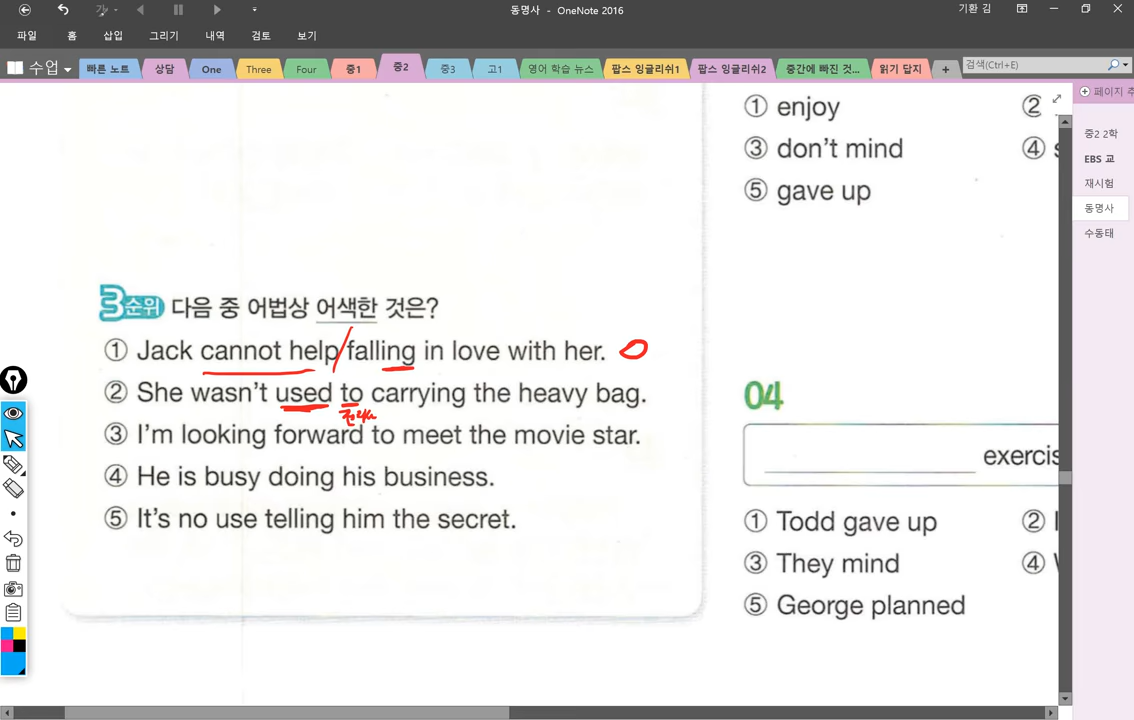 동명사 - OneNote 2016
기환 김
파일 홈 삽입 그리기 내역 검토 보기
수업 빠른 노트 상담 One Three Four 중1 중2 중3 고1 영어 학습 뉴스 팝스 잉글리쉬1 팝스 잉글리쉬2 중간에 빠진 것... 읽기 답지 + 검색(Ctrl+E)
페이지 추
중2 2학
EBS 교
재시험
동명사
수동태
3순위 다음 중 어법상 어색한 것은?
① Jack cannot help / falling in love with her.
② She wasn't used to carrying the heavy bag.
전치사
③ I'm looking forward to meet the movie star.
④ He is busy doing his business.
⑤ It's no use telling him the secret.
① enjoy ②
③ don't mind ④ s
⑤ gave up
04
exercis
① Todd gave up ② I
③ They mind ④
⑤ George planned